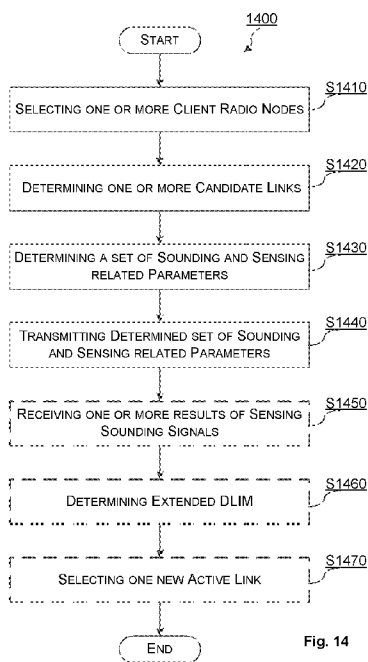 1400
START
S1410
SELECTING ONE OR MORE CLIENT RADIO NODES
S1420
DETERMINING ONE OR MORE CANDIDATE LINKS
S1430
DETERMINING A SET OF SOUNDING AND SENSING
RELATED PARAMETERS
S1440
TRANSMITTING DETERMINED SET OF SOUNDING
AND SENSING RELATED PARAMETERS
S1450
RECEIVING ONE OR MORE RESULTS OF SENSING
SOUNDING SIGNALS
S1460
DETERMINING EXTENDED DLIM
S1470
SELECTING ONE NEW ACTIVE LINK
END
Fig. 14